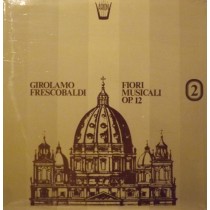 GIROLAMO
FRESCOBALDI
FIORI
MUSICALI
OP 12
2